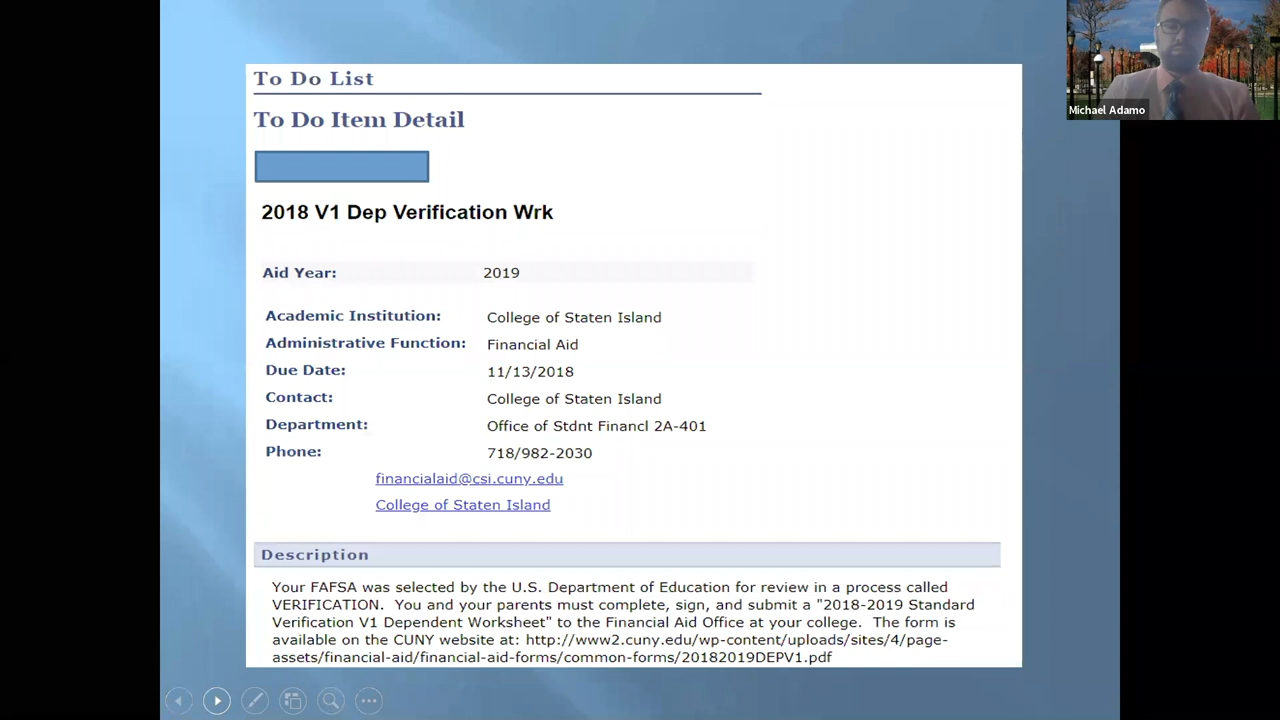 To Do List
To Do Item Detail
2018 V1 Dep Verification Wrk
Aid Year: 2019
Academic Institution: College of Staten Island
Administrative Function: Financial Aid
Due Date: 11/13/2018
Contact: College of Staten Island
Department: Office of Stdnt Financl 2A-401
Phone: 718/982-2030
financialaid@csi.cuny.edu
College of Staten Island
Description
Your FAFSA was selected by the U.S. Department of Education for review in a process called
VERIFICATION. You and your parents must complete, sign, and submit a "2018-2019 Standard
Verification V1 Dependent Worksheet" to the Financial Aid Office at your college. The form is
available on the CUNY website at: http://www2.cuny.edu/wp-content/uploads/sites/4/page-
assets/financial-aid/financial-aid-forms/common-forms/20182019DEPV1.pdf
Michael Adamo